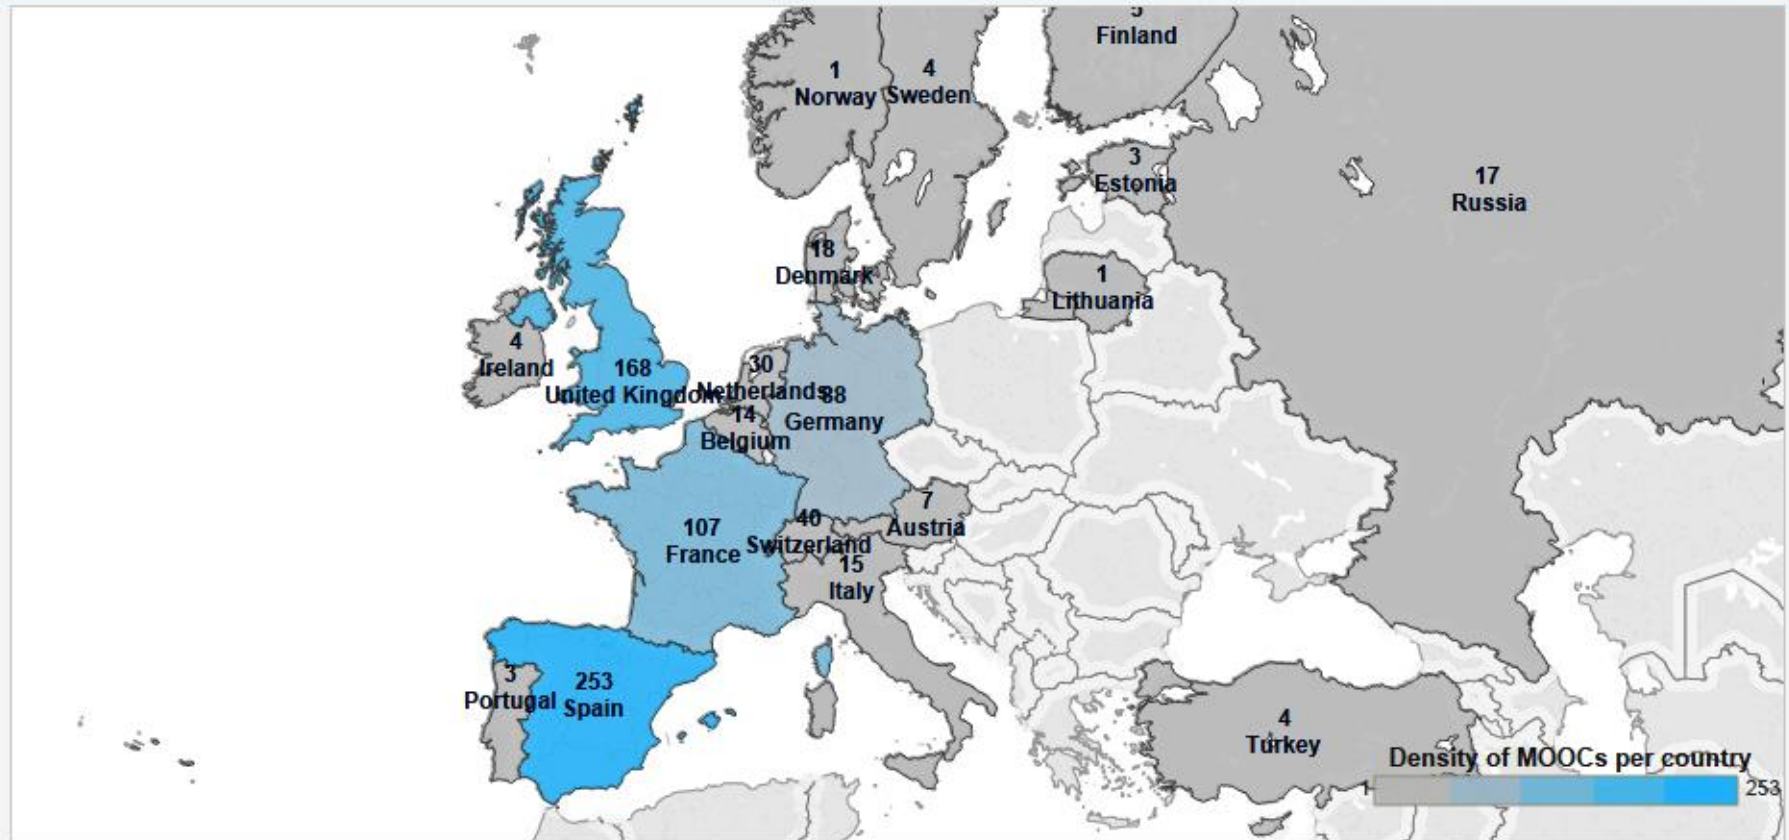 5
Finland
1
Norway
4
Sweden
3
Estonia
17
Russia
18
Denmark
1
Lithuania
4
Ireland
168
United Kingdom
30
Netherlands
88
Germany
14
Belgium
7
Austria
40
Switzerland
107
France
15
Italy
3
Portugal
253
Spain
4
Turkey
Density of MOOCs per country
1 253